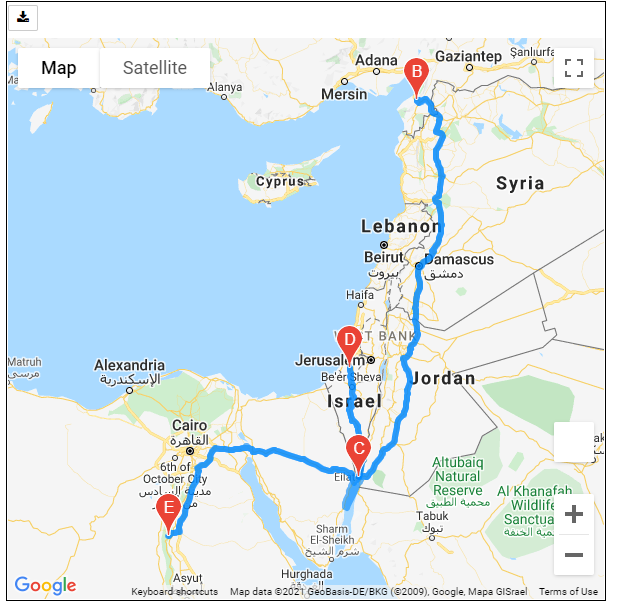 Map
Satellite
Adana
Gaziantep
Şanlıurfa
B
Mersin
Alanya
Cyprus
Syria
Lebanon
Beirut
بيروت
Damascus
دمشق
Haifa
WEST BANK
D
Jerusalem
Be'er Sheva
Matruh
مرسى
Alexandria
الإسكندرية
Israel
Jordan
Cairo
القاهرة
C
6th of
October City
مدينة السادس
من
E
Altubaiq
Natural
Reserve
محمية الطبيق
Al Khanafah
Wildlife
Sanctua
محمية الخنفة
Tabuk
تبوك
Sharm
El-Sheikh
شرم الشيخ
Hurghada
الغردقة
Asyut
Google
Keyboard shortcuts
Map data ©2021 GeoBasis-DE/BKG (©2009), Google, Mapa GISrael
Terms of Use